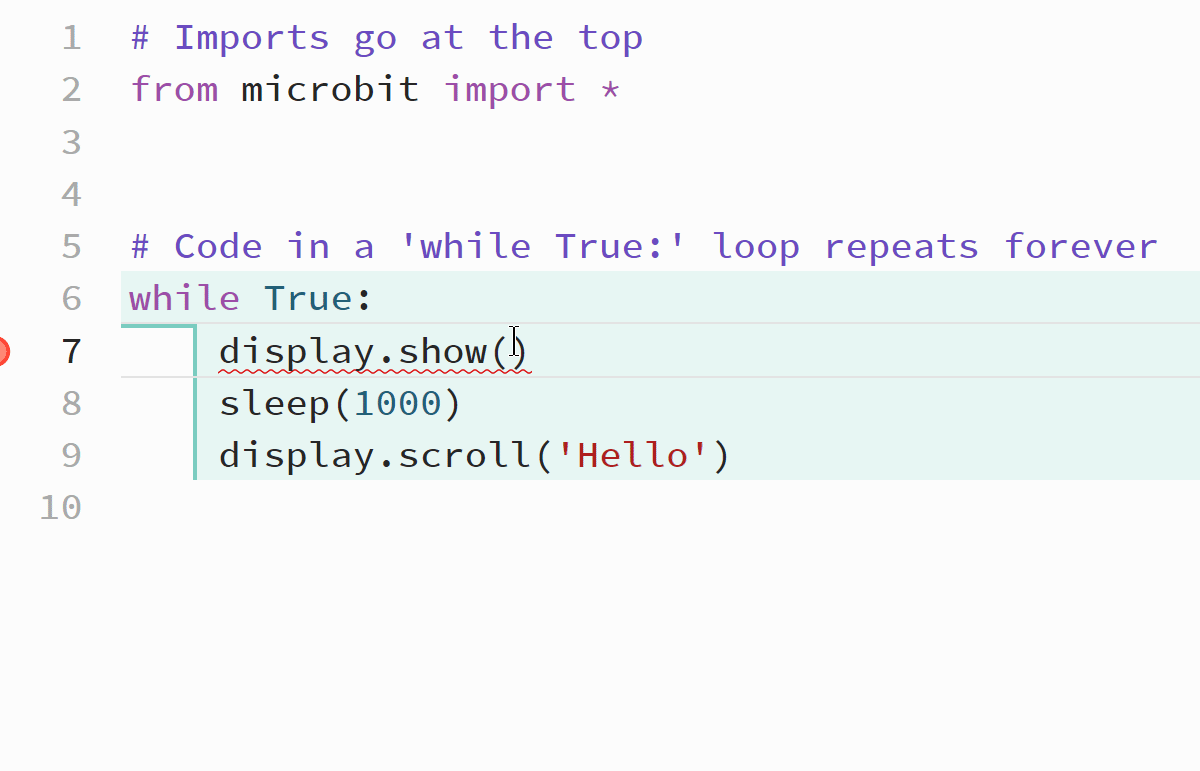 1 # Imports go at the top
2 from microbit import *
3
4
5 # Code in a 'while True:' loop repeats forever
6 while True:
7     display.show()
8     sleep(1000)
9     display.scroll('Hello')
10